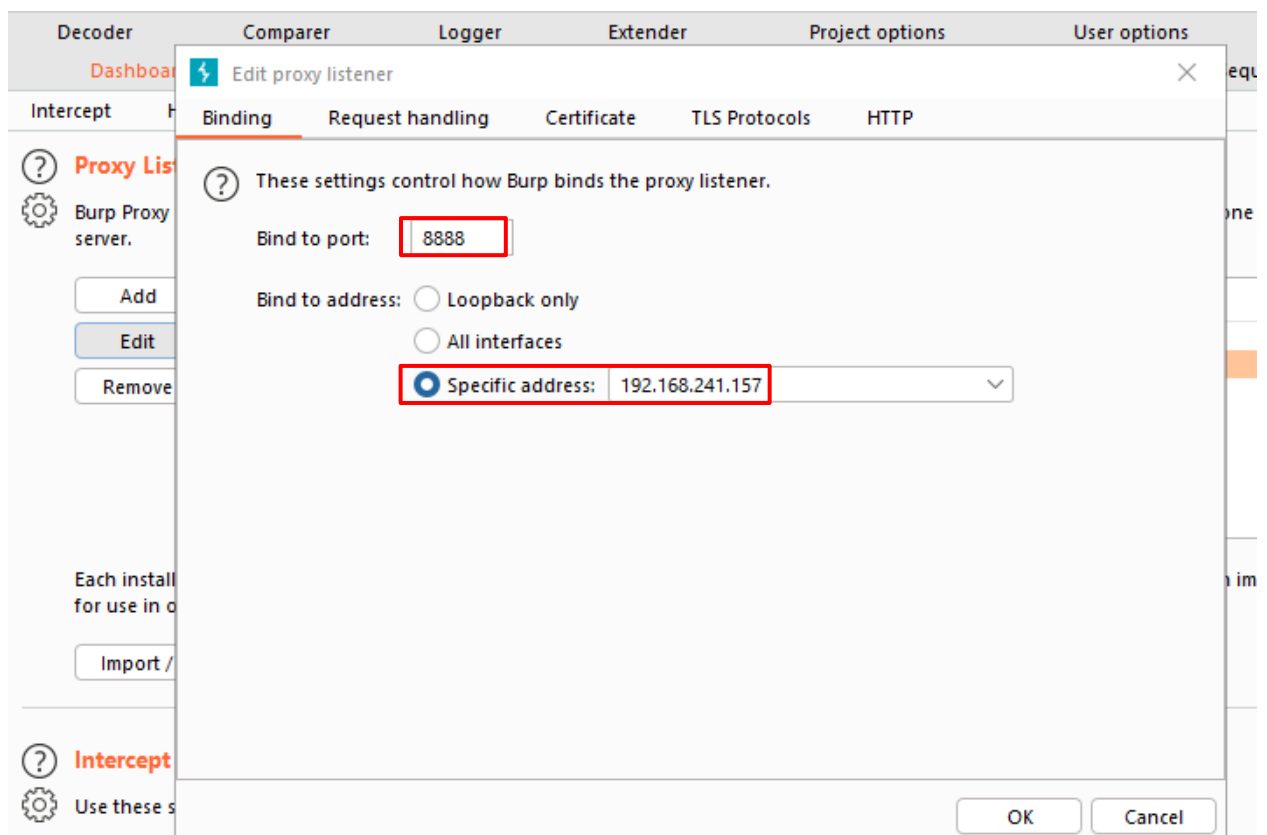 Decoder Comparer Logger Extender Project options User options
Dashboar
Edit proxy listener
equ
Intercept H
Binding Request handling Certificate TLS Protocols HTTP
Proxy List
These settings control how Burp binds the proxy listener.
Burp Proxy
one
server.
Bind to port: 8888
Add
Bind to address: Loopback only
Edit
All interfaces
Remove
Specific address: 192.168.241.157
Each install
n im
for use in o
Import /
Intercept
Use these s
OK Cancel